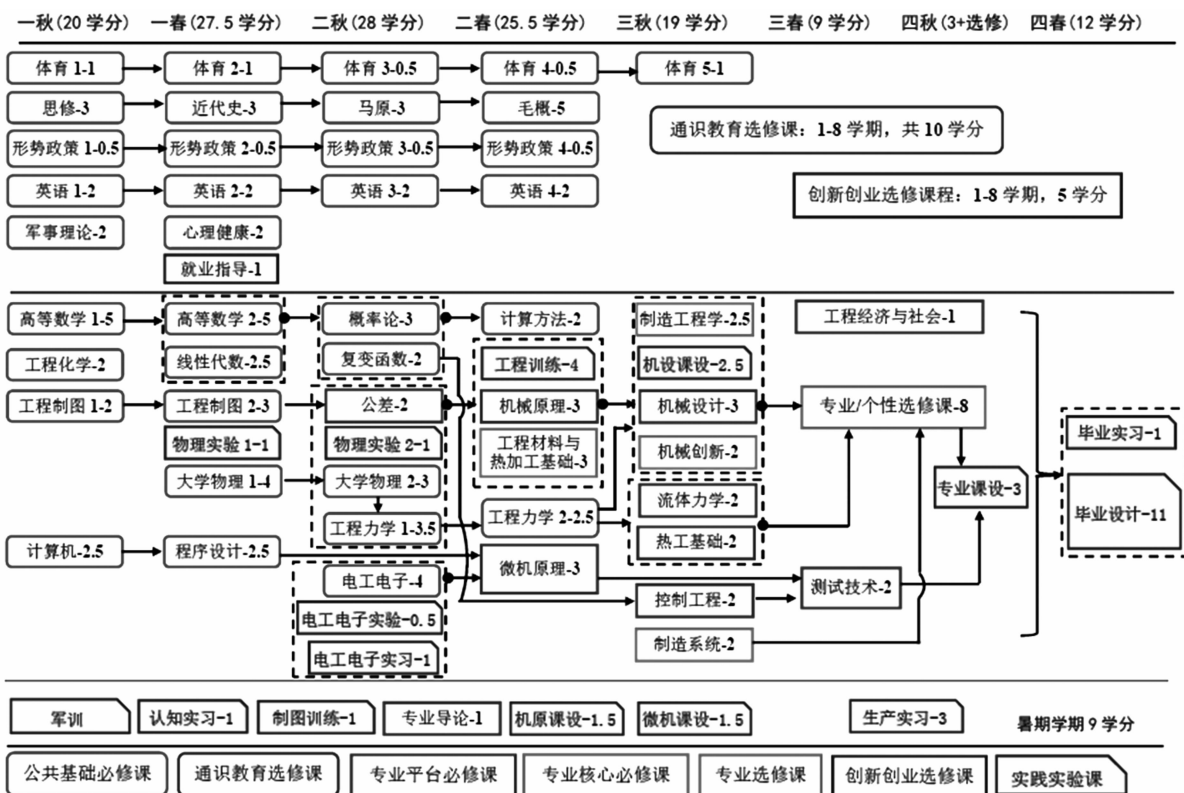 一秋(20 学分) 一春(27.5 学分) 二秋(28 学分) 二春(25.5 学分) 三秋(19 学分) 三春(9 学分) 四秋(3+选修) 四春(12 学分)
体育 1-1 体育 2-1 体育 3-0.5 体育 4-0.5 体育 5-1
思修-3 近代史-3 马原-3 毛概-5
通识教育选修课：1-8 学期，共 10 学分
形势政策 1-0.5 形势政策 2-0.5 形势政策 3-0.5 形势政策 4-0.5
英语 1-2 英语 2-2 英语 3-2 英语 4-2
创新创业选修课程：1-8 学期，5 学分
军事理论-2 心理健康-2
就业指导-1
高等数学 1-5 高等数学 2-5 概率论-3 计算方法-2 制造工程学-2.5 工程经济与社会-1
工程化学-2 线性代数-2.5 复变函数-2 工程训练-4 机设课设-2.5
工程制图 1-2 工程制图 2-3 公差-2 机械原理-3 机械设计-3 专业/个性选修课-8
毕业实习-1
物理实验 1-1 物理实验 2-1 工程材料与
热加工基础-3 机械创新-2
大学物理 1-4 大学物理 2-3 流体力学-2 专业课设-3
毕业设计-11
工程力学 1-3.5 工程力学 2-2.5 热工基础-2
计算机-2.5 程序设计-2.5 微机原理-3
电工电子-4 测试技术-2
电工电子实验-0.5 控制工程-2
电工电子实习-1 制造系统-2
军训 认知实习-1 制图训练-1 专业导论-1 机原课设-1.5 微机课设-1.5 生产实习-3 暑期学期 9 学分
公共基础必修课 通识教育选修课 专业平台必修课 专业核心必修课 专业选修课 创新创业选修课 实践实验课